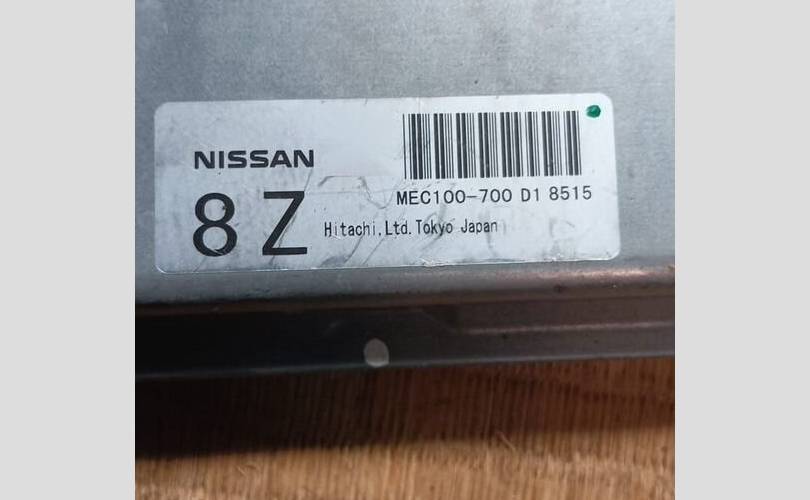 NISSAN
MEC100-700 D1 8515
8 Z
Hitachi,Ltd.Tokyo Japan